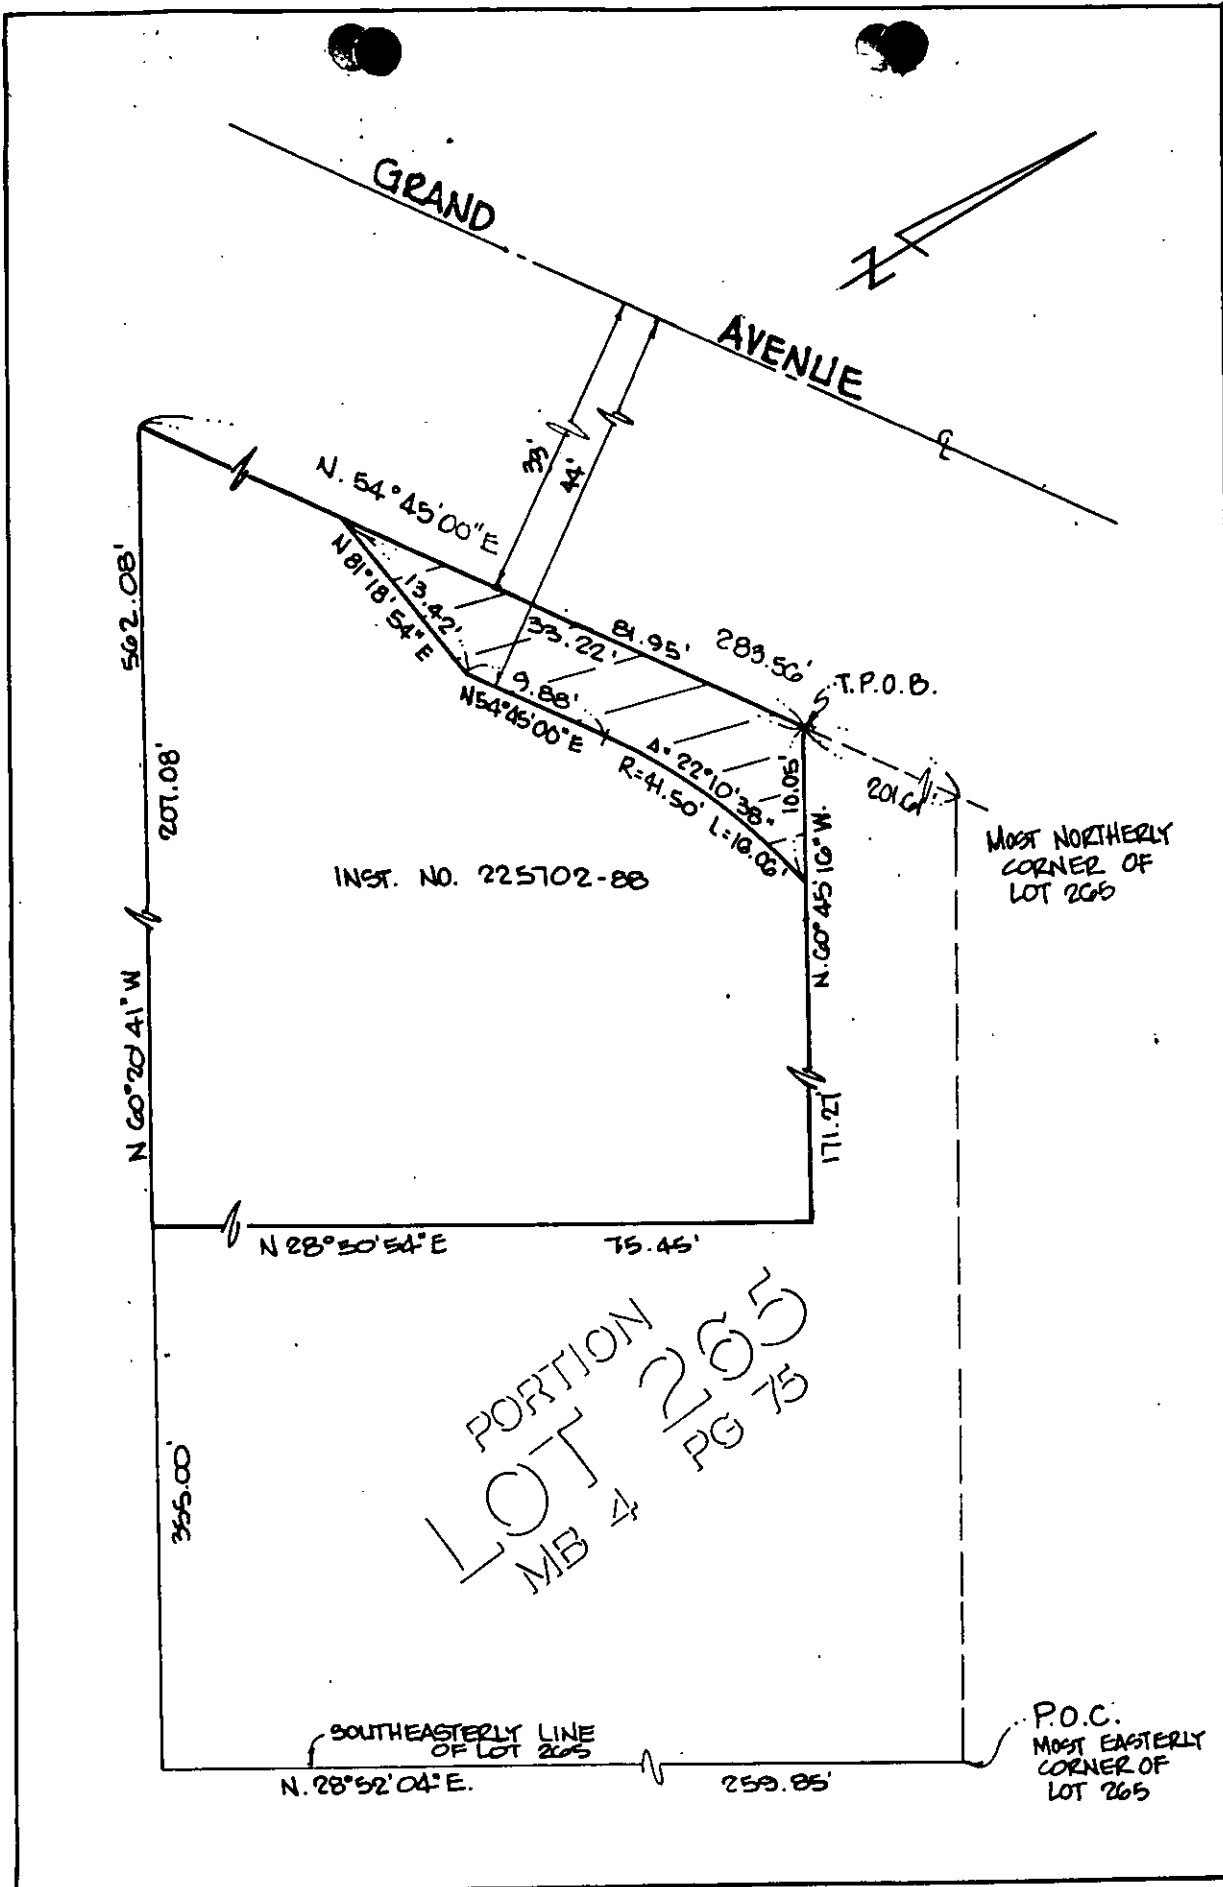 GRAND
AVENUE
38'
44'
N. 54°45'00"E
N 81°18'54"E
13.42'
33.22'
81.95'
283.56'
T.P.O.B.
9.88'
N54°45'00"E
Δ=22°10'38"
R=41.50' L=16.06'
10.05'
201.61'
MOST NORTHERLY
CORNER OF
LOT 265
562.08'
207.08'
INST. NO. 225702-88
N. 60°45'16"W.
N 60°20'41"W
171.27'
N 28°50'54"E
75.45'
PORTION
LOT 265
MB 4 PG 75
355.00'
SOUTHEASTERLY LINE
OF LOT 265
N. 28°52'04"E.
259.85'
P.O.C.
MOST EASTERLY
CORNER OF
LOT 265